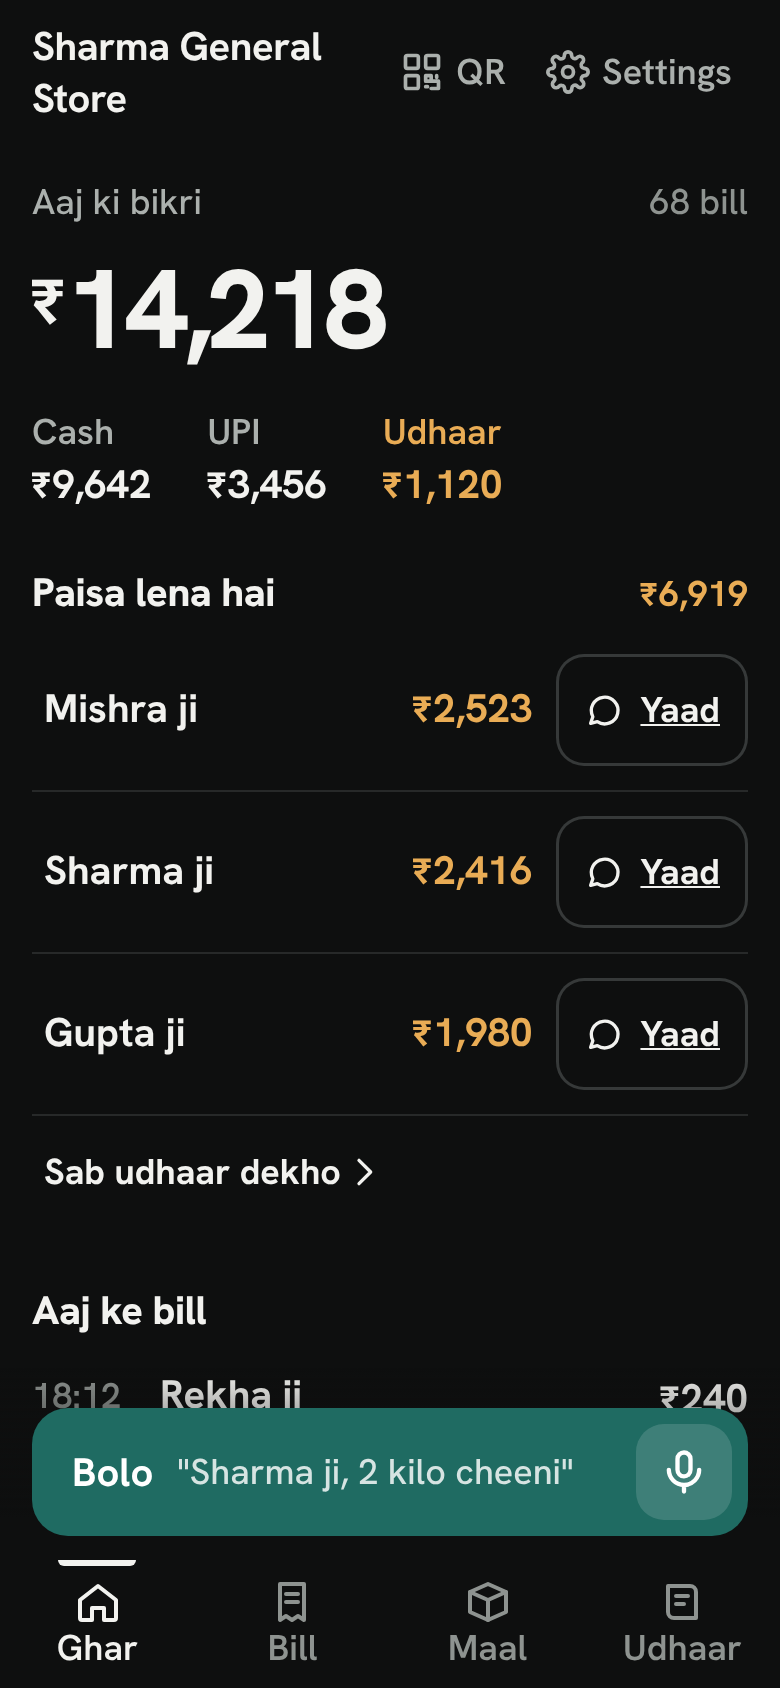 Sharma General
Store
QR
Settings
Aaj ki bikri
68 bill
₹14,218
Cash
UPI
Udhaar
₹9,642
₹3,456
₹1,120
Paisa lena hai
₹6,919
Mishra ji
₹2,523
Yaad
Sharma ji
₹2,416
Yaad
Gupta ji
₹1,980
Yaad
Sab udhaar dekho
Aaj ke bill
18:12
Rekha ji
₹240
Bolo
"Sharma ji, 2 kilo cheeni"
Ghar
Bill
Maal
Udhaar